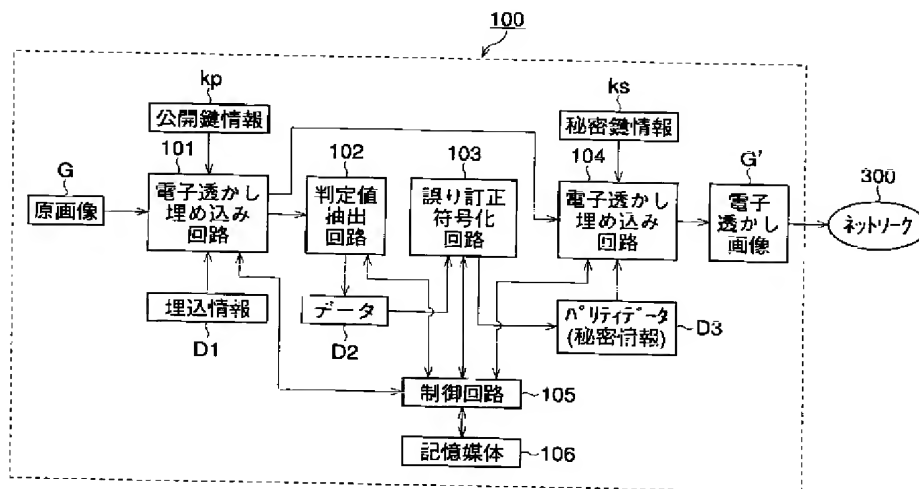 100
kp
公開鍵情報
ks
秘密鍵情報
G
原画像
101
電子透かし
埋め込み
回路
102
判定値
抽出
回路
103
誤り訂正
符号化
回路
104
電子透かし
埋め込み
回路
G'
電子
透かし
画像
300
ネットワーク
埋込情報
D1
データ
D2
パリティデータ
(秘密情報)
D3
制御回路
105
記憶媒体
106